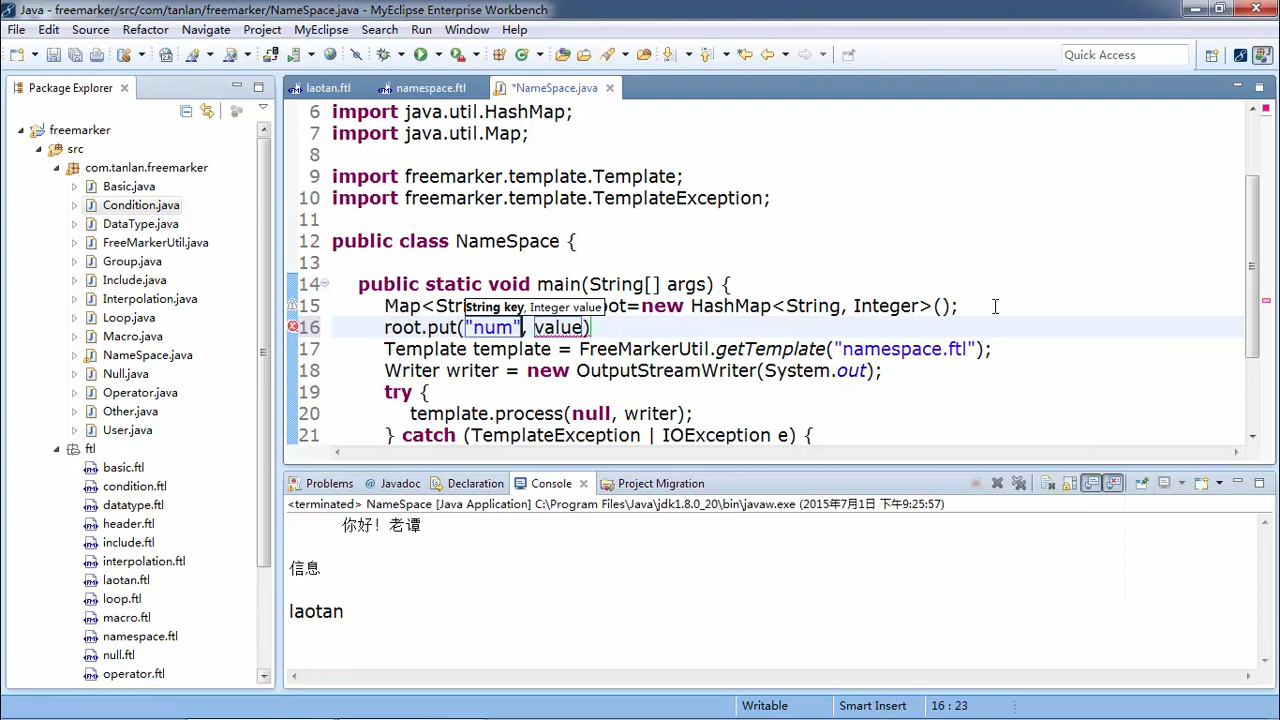 Java - freemarker/src/com/tanlan/freemarker/NameSpace.java - MyEclipse Enterprise Workbench
File Edit Source Refactor Navigate Project MyEclipse Search Run Window Help
Quick Access
Package Explorer
laotan.ftl namespace.ftl *NameSpace.java
freemarker
src
com.tanlan.freemarker
Basic.java
Condition.java
DataType.java
FreeMarkerUtil.java
Group.java
Include.java
Interpolation.java
Loop.java
Macro.java
NameSpace.java
Null.java
Operator.java
Other.java
User.java
ftl
basic.ftl
condition.ftl
datatype.ftl
header.ftl
include.ftl
interpolation.ftl
laotan.ftl
loop.ftl
macro.ftl
namespace.ftl
null.ftl
operator.ftl
6 import java.util.HashMap;
7 import java.util.Map;
8
9 import freemarker.template.Template;
10 import freemarker.template.TemplateException;
11
12 public class NameSpace {
13
14 public static void main(String[] args) {
15 Map<Stri ot=new HashMap<String, Integer>();
String key, Integer value
16 root.put("num", value)
17 Template template = FreeMarkerUtil.getTemplate("namespace.ftl");
18 Writer writer = new OutputStreamWriter(System.out);
19 try {
20 template.process(null, writer);
21 } catch (TemplateException | IOException e) {
Problems Javadoc Declaration Console Project Migration
<terminated> NameSpace [Java Application] C:\Program Files\Java\jdk1.8.0_20\bin\javaw.exe (2015年7月1日 下午9:25:57)
你好! 老谭
信息
laotan
Writable Smart Insert 16 : 23